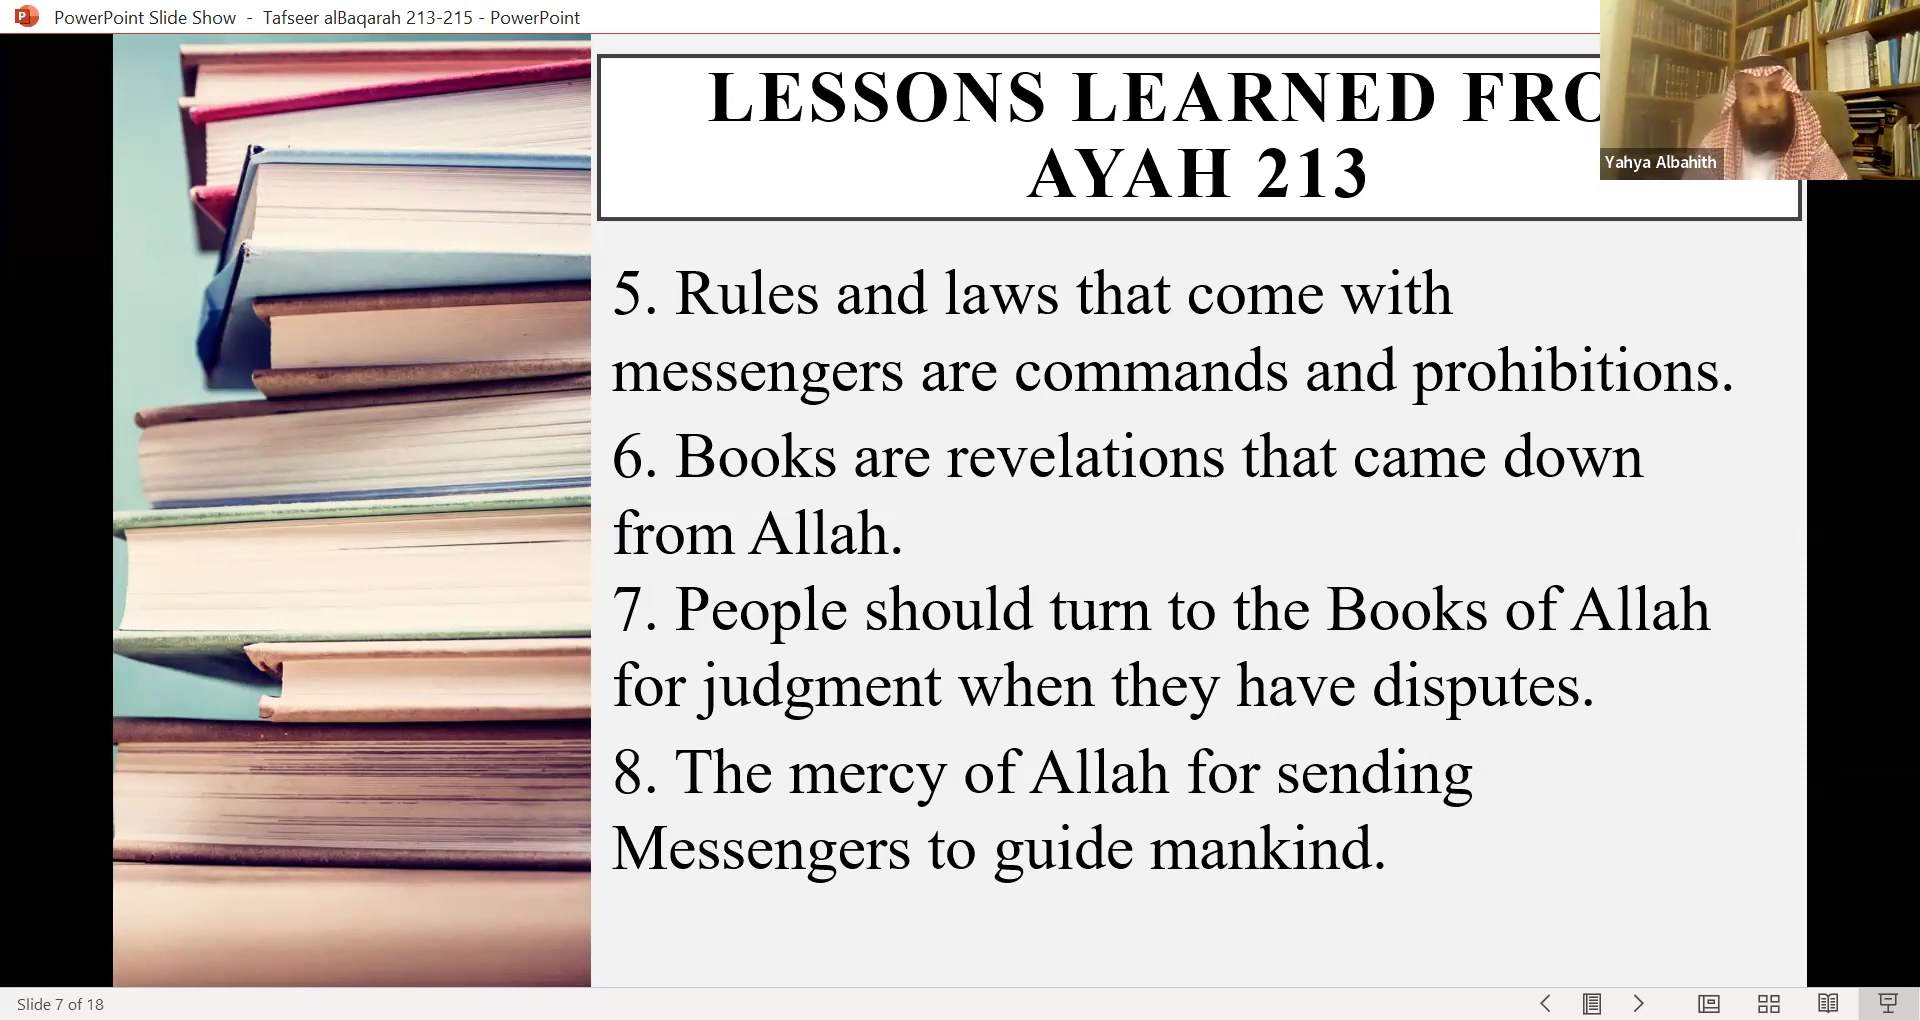 PowerPoint Slide Show - Tafseer alBaqarah 213-215 - PowerPoint
LESSONS LEARNED FRO
AYAH 213
Yahya Albahith
5. Rules and laws that come with
messengers are commands and prohibitions.
6. Books are revelations that came down
from Allah.
7. People should turn to the Books of Allah
for judgment when they have disputes.
8. The mercy of Allah for sending
Messengers to guide mankind.
Slide 7 of 18